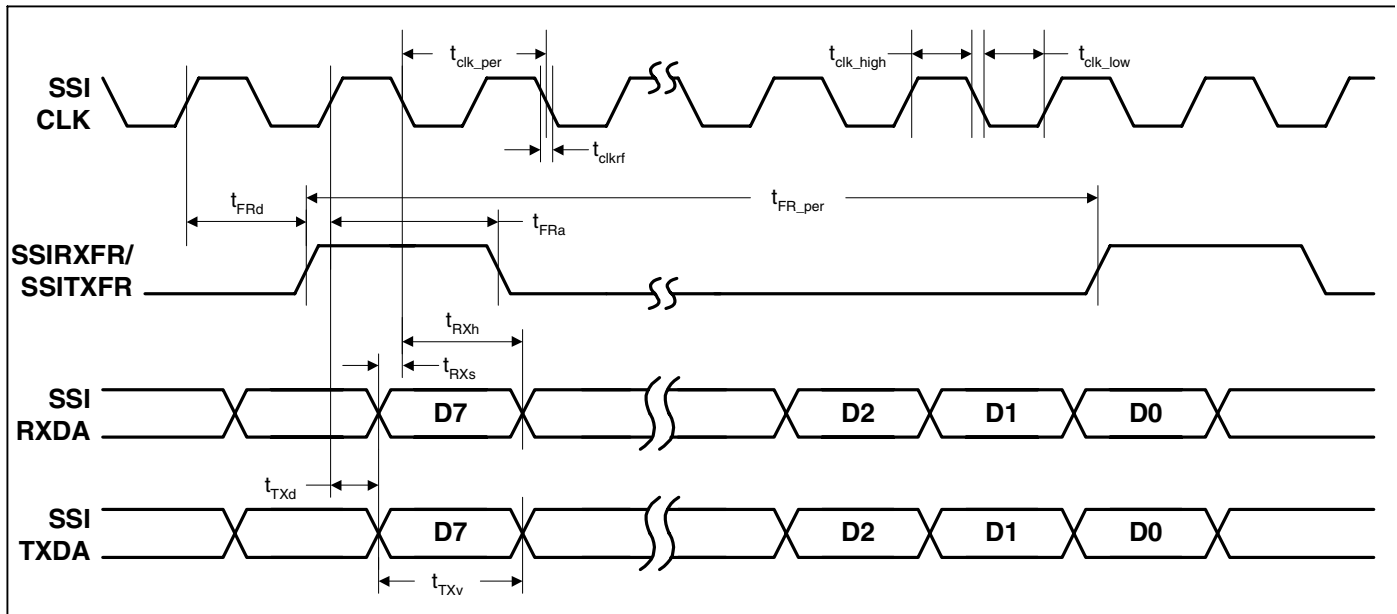 t_clk_per
t_clk_high
t_clk_low
SSI
CLK
t_clkrf
t_FRd
t_FR_per
t_FRa
SSIRXFR/
SSITXFR
t_RXh
t_RXs
SSI
RXDA
D7 D2 D1 D0
t_TXd
SSI
TXDA
D7 D2 D1 D0
t_TXv